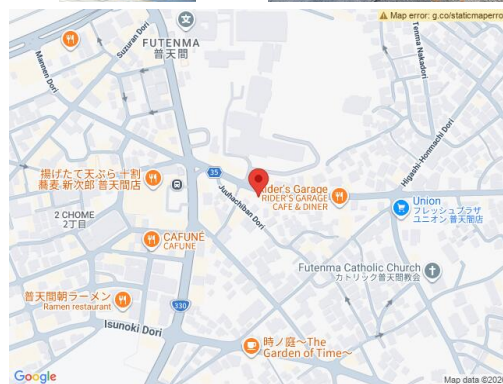 Map error: g.co/staticmaperro
FUTENMA
普天間
Suzuran Dori
Mannen Dori
Tenma Nakadori
Higashi-Honmachi Dori
揚げたて天ぷら 十割
蕎麦 新次郎 普天間店
35
Rider's Garage
RIDER'S GARAGE
CAFE & DINER
Juuhachiban Dori
Union
フレッシュプラザ
ユニオン 普天間店
2 CHOME
2丁目
CAFUNÉ
CAFUNE
Futenma Catholic Church
カトリック普天間教会
普天間朝ラーメン
Ramen restaurant
330
Isunoki Dori
時ノ庭〜The
Garden of Time〜
Google
Map data ©202